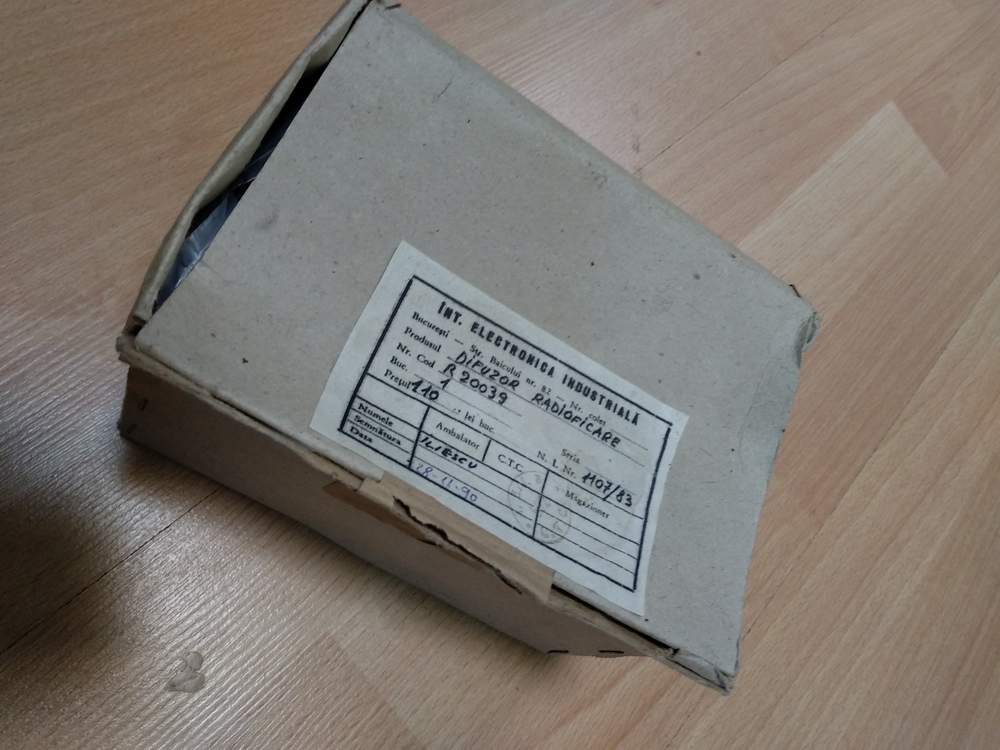 ÎNT. ELECTRONICA INDUSTRIALĂ
București — Str. Baicului nr. 82 — Nr. colet
Produsul DIFUZOR RADIOFICARE
Nr. Cod R 20039
Buc. 1 Seria
Prețul 110 lei buc. N. I. Nr. 1107/83
Ambalator C.T.C. Magazioner
Numele ILIESCU
Semnătura
Data 28-11-90